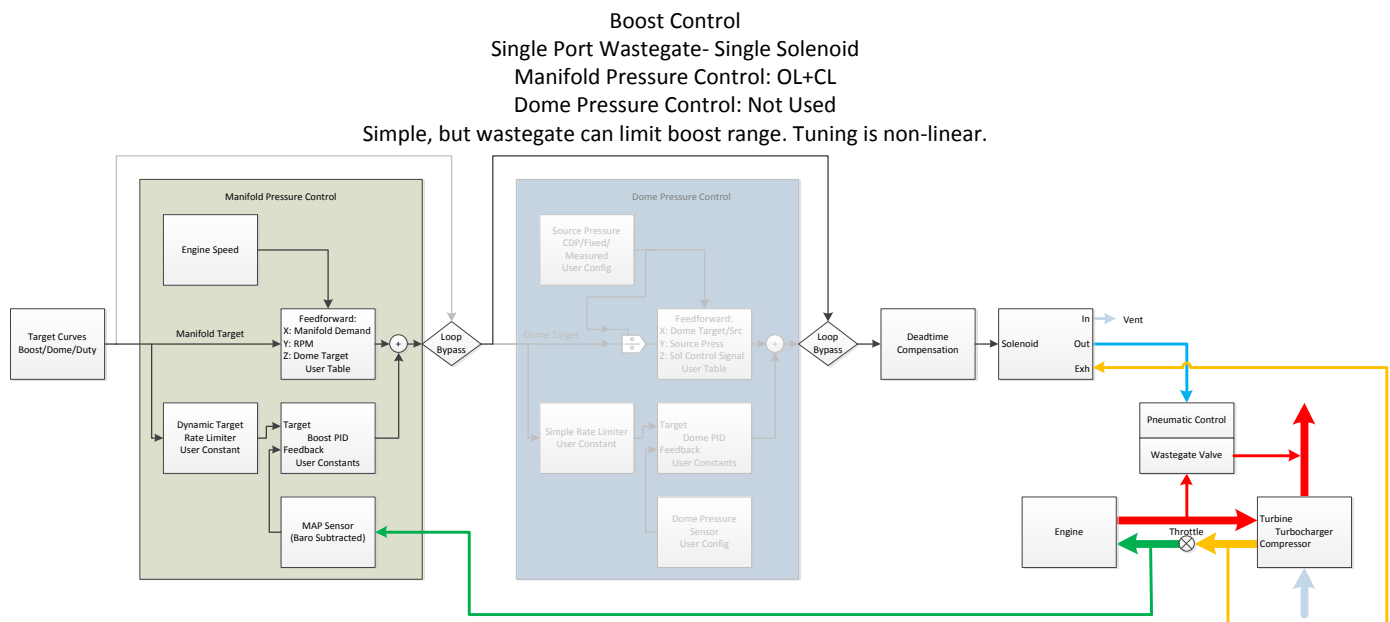 Boost Control
Single Port Wastegate- Single Solenoid
Manifold Pressure Control: OL+CL
Dome Pressure Control: Not Used
Simple, but wastegate can limit boost range. Tuning is non-linear.
Manifold Pressure Control
Dome Pressure Control
Engine Speed
Source Pressure
CDP/Fixed/
Measured
User Config
Target Curves
Boost/Dome/Duty
Manifold Target
Feedforward:
X: Manifold Demand
Y: RPM
Z: Dome Target
User Table
+
Loop
Bypass
Dome Target
÷
Feedforward:
X: Dome Target/Src
Y: Source Press
Z: Sol Control Signal
User Table
+
Loop
Bypass
Deadtime
Compensation
Solenoid
In
Out
Exh
Vent
Dynamic Target
Rate Limiter
User Constant
Target
Boost PID
Feedback
User Constants
Simple Rate Limiter
User Constant
Target
Dome PID
Feedback
User Constants
Pneumatic Control
Wastegate Valve
MAP Sensor
(Baro Subtracted)
Dome Pressure
Sensor
User Config
Engine
Throttle
Turbine
Turbocharger
Compressor